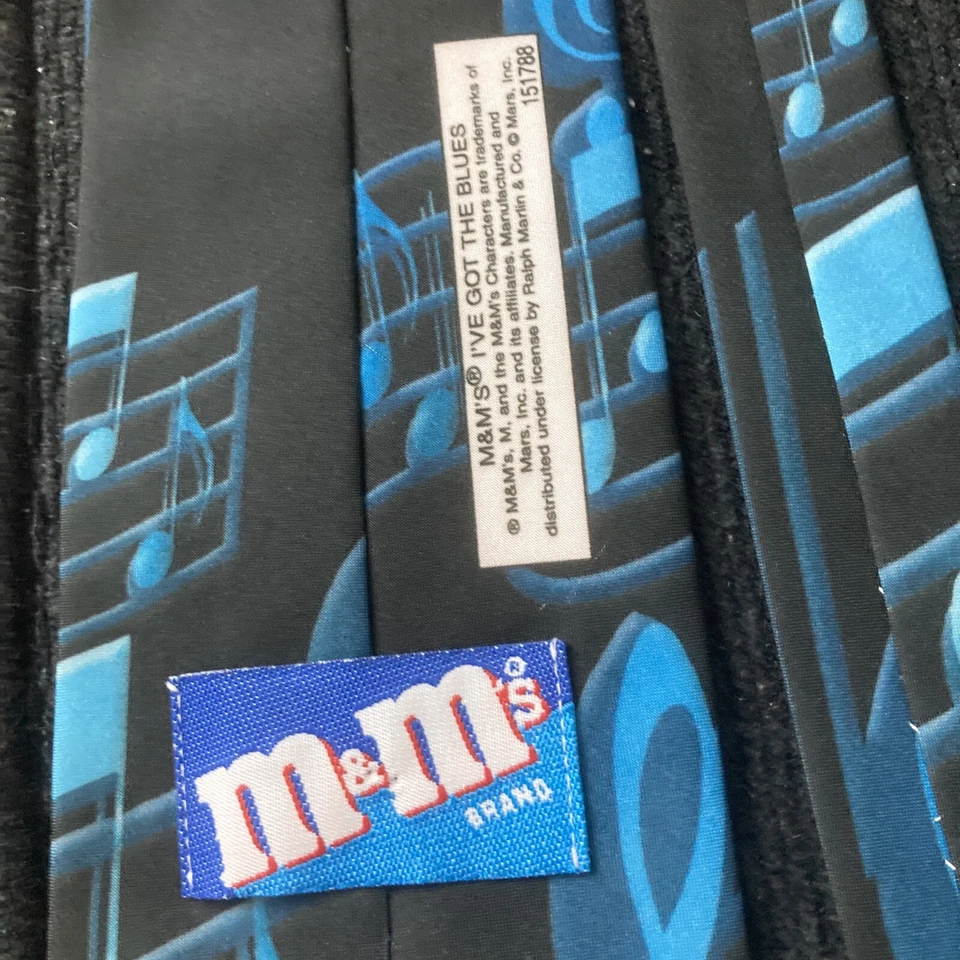 M&M'S® I'VE GOT THE BLUES
® M&M's, M, and the M&M's Characters are trademarks of
Mars, Inc. and its affiliates. Manufactured and
distributed under license by Ralph Marlin & Co. © Mars, Inc.
151788
m&m's®
BRAND